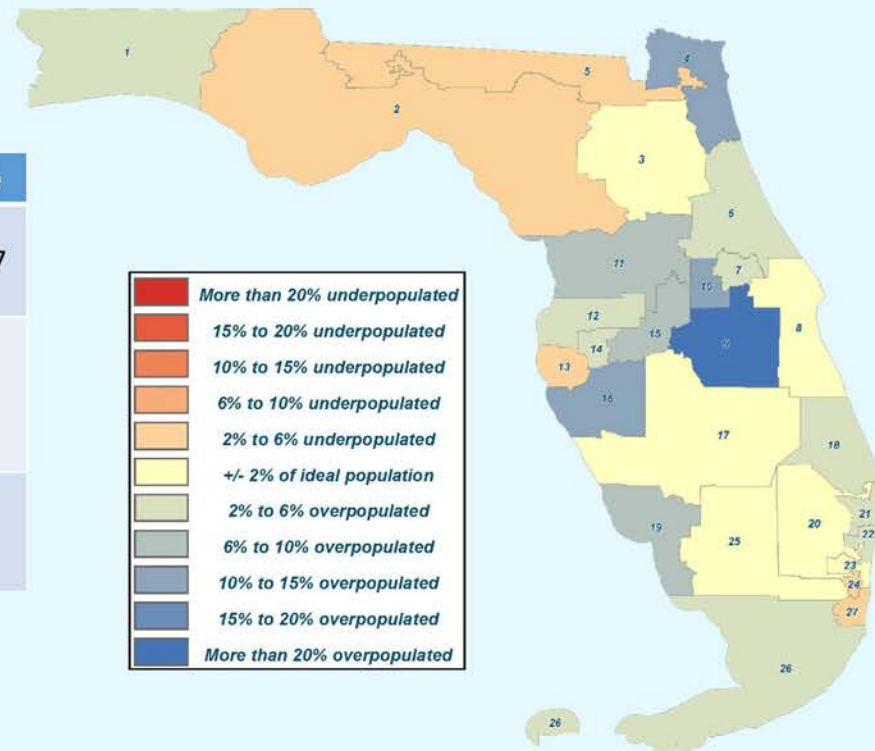 1
4
5
2
3
6
7
7
11
10
More than 20% underpopulated
15% to 20% underpopulated
10% to 15% underpopulated
6% to 10% underpopulated
2% to 6% underpopulated
+/- 2% of ideal population
2% to 6% overpopulated
6% to 10% overpopulated
10% to 15% overpopulated
15% to 20% overpopulated
More than 20% overpopulated
12
8
15
9
14
13
16
17
18
21
19
20
22
25
23
24
27
26
26